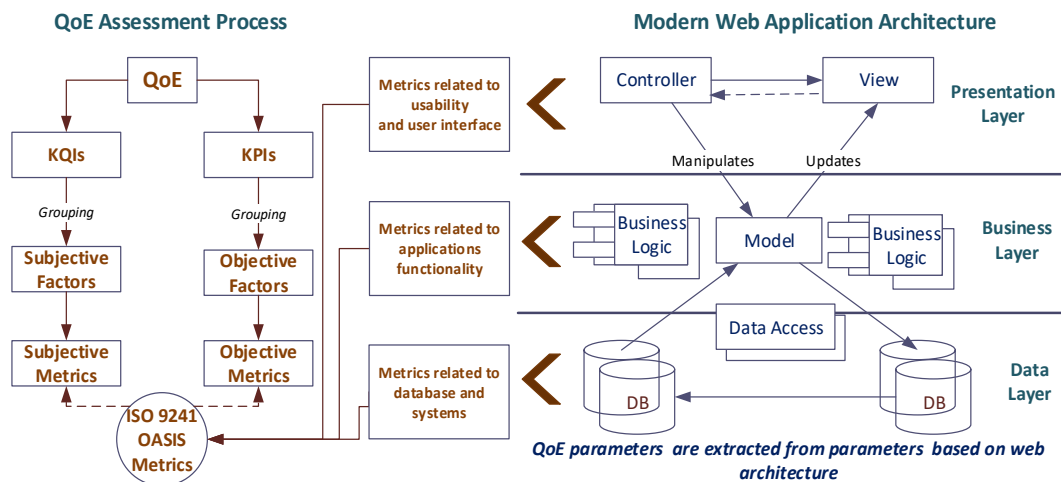 QoE Assessment Process
Modern Web Application Architecture
QoE
KQIs
KPIs
Grouping
Grouping
Subjective
Factors
Objective
Factors
Subjective
Metrics
Objective
Metrics
ISO 9241
OASIS
Metrics
Metrics related to
usability
and user interface
Metrics related to
applications
functionality
Metrics related to
database and
systems
Controller
View
Presentation
Layer
Manipulates
Updates
Business
Logic
Model
Business
Logic
Business
Layer
Data Access
DB
DB
Data
Layer
QoE parameters are extracted from parameters based on web
architecture